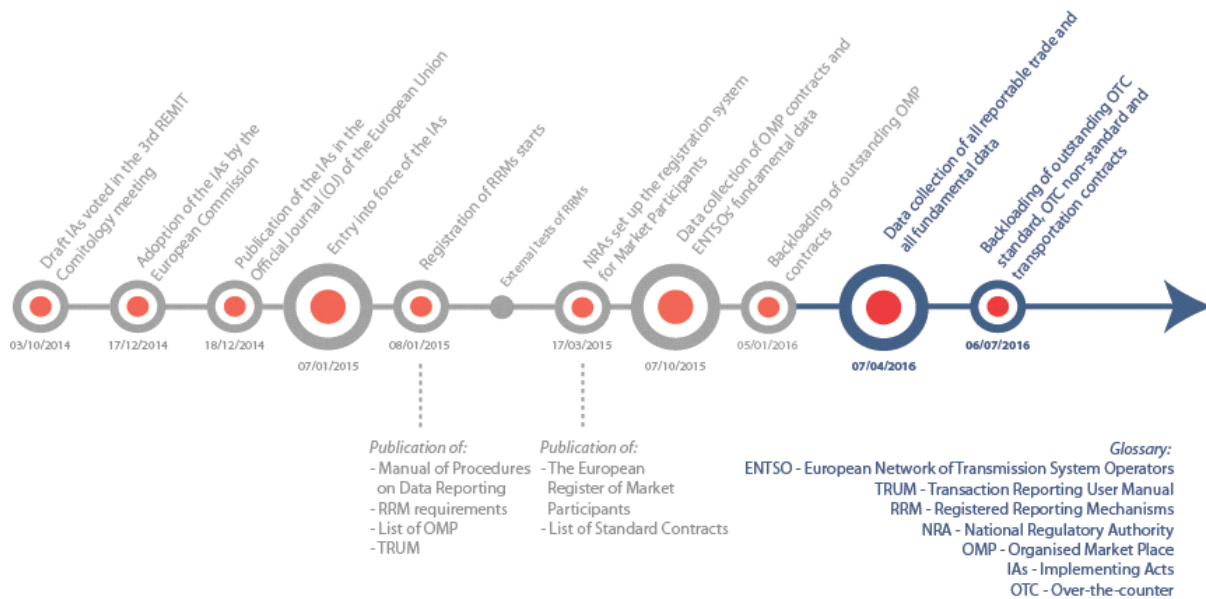 Draft IAs voted in the 3rd REMIT
Comitology meeting
Adoption of the IAs by the
European Commission
Publication of the IAs in the
Official Journal (OJ) of the European Union
Entry into force of the IAs
Registration of RRMs starts
External tests of RRMs
NRAs set up the registration system
for Market Participants
Data collection of OMP contracts and
ENTSOs' fundamental data
Backloading of outstanding OMP
contracts
Data collection of all reportable trade and
all fundamental data
Backloading of outstanding OTC
standard, OTC non-standard and
transportation contracts
03/10/2014
17/12/2014
18/12/2014
07/01/2015
08/01/2015
17/03/2015
07/10/2015
05/01/2016
07/04/2016
06/07/2016
Publication of:
- Manual of Procedures
on Data Reporting
- RRM requirements
- List of OMP
- TRUM
Publication of:
- The European
Register of Market
Participants
- List of Standard Contracts
Glossary:
ENTSO - European Network of Transmission System Operators
TRUM - Transaction Reporting User Manual
RRM - Registered Reporting Mechanisms
NRA - National Regulatory Authority
OMP - Organised Market Place
IAs - Implementing Acts
OTC - Over-the-counter